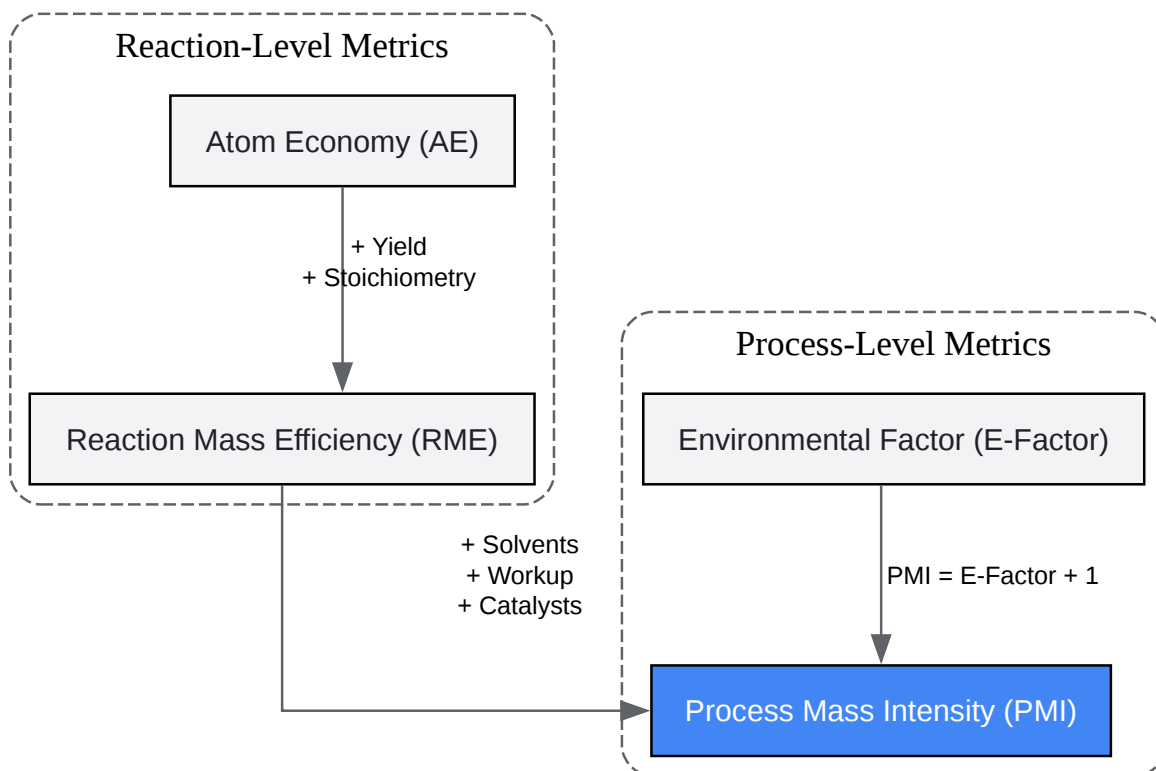 Reaction-Level Metrics
Atom Economy (AE)
+ Yield
+ Stoichiometry
Reaction Mass Efficiency (RME)
+ Solvents
+ Workup
+ Catalysts
Process-Level Metrics
Environmental Factor (E-Factor)
PMI = E-Factor + 1
Process Mass Intensity (PMI)